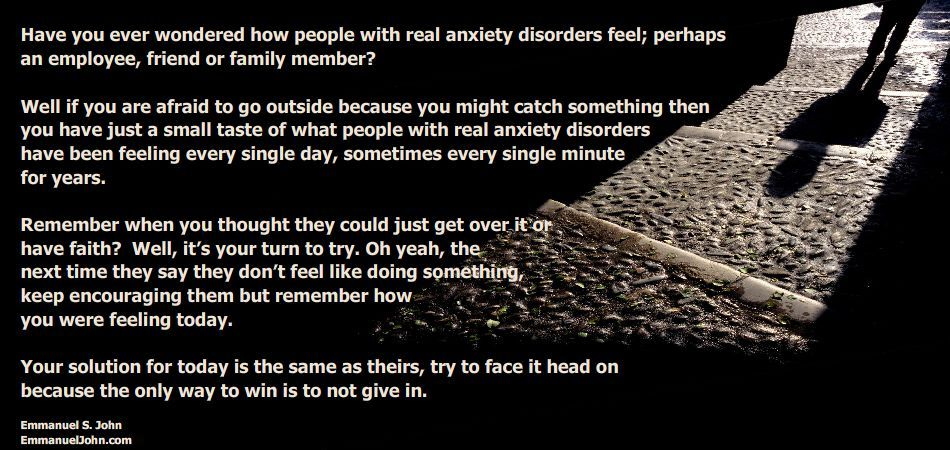 Have you ever wondered how people with real anxiety disorders feel; perhaps
an employee, friend or family member?
Well if you are afraid to go outside because you might catch something then
you have just a small taste of what people with real anxiety disorders
have been feeling every single day, sometimes every single minute
for years.
Remember when you thought they could just get over it or
have faith?  Well, it’s your turn to try. Oh yeah, the
next time they say they don’t feel like doing something,
keep encouraging them but remember how
you were feeling today.
Your solution for today is the same as theirs, try to face it head on
because the only way to win is to not give in.
Emmanuel S. John
EmmanuelJohn.com